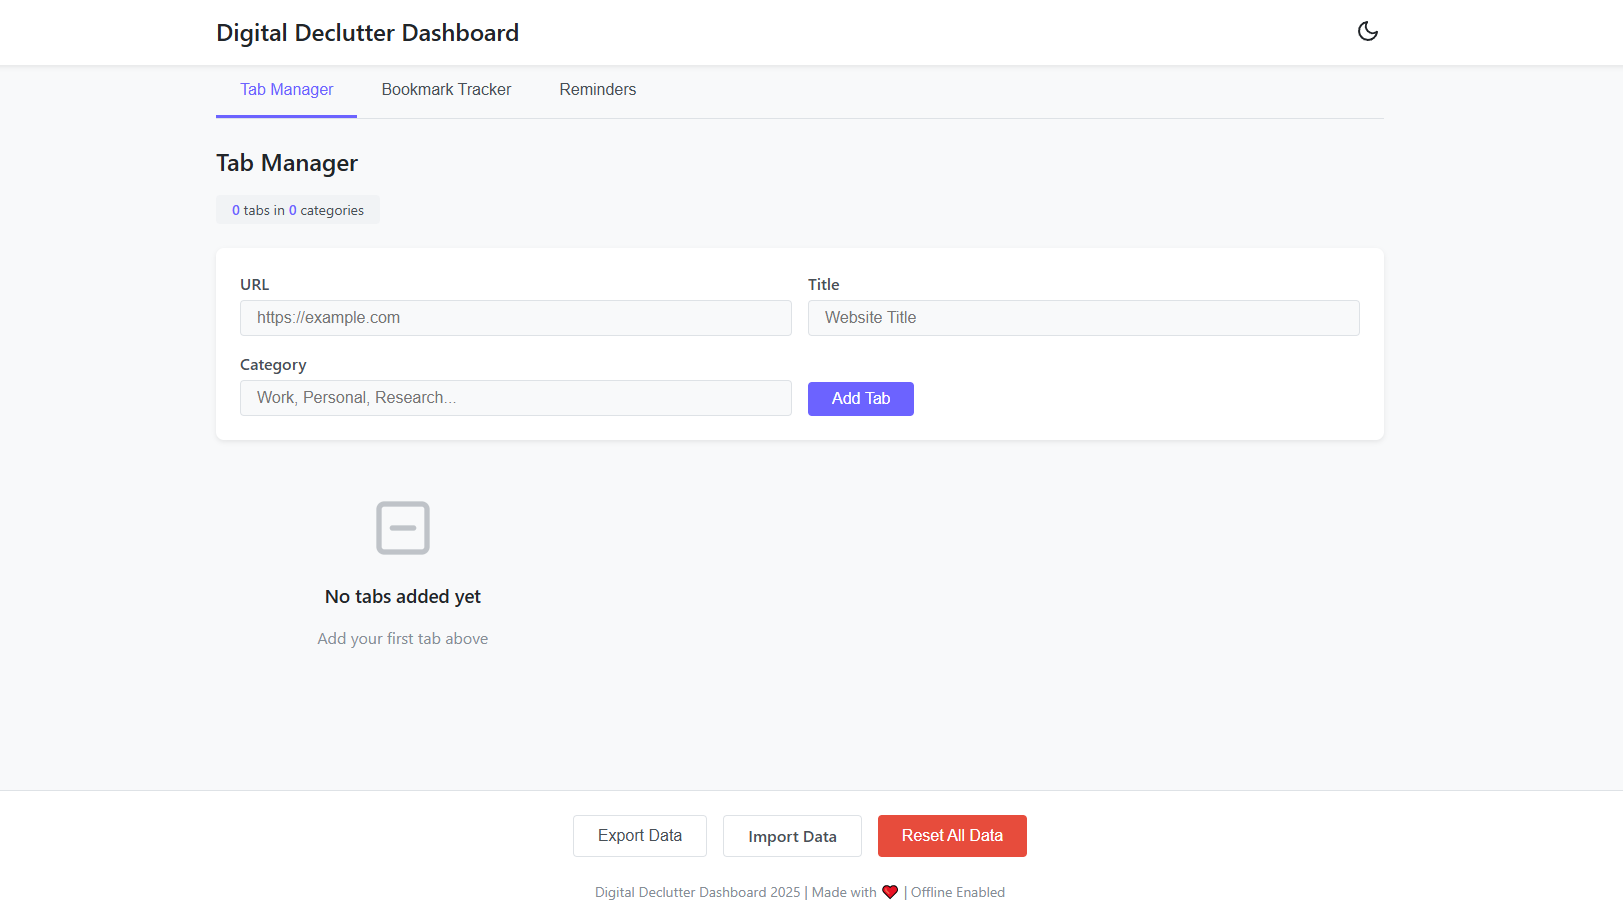 Digital Declutter Dashboard
Tab Manager
Bookmark Tracker
Reminders
Tab Manager
0 tabs in 0 categories
URL
Title
https://example.com
Website Title
Category
Work, Personal, Research...
Add Tab
No tabs added yet
Add your first tab above
Export Data
Import Data
Reset All Data
Digital Declutter Dashboard 2025 | Made with ❤️ | Offline Enabled